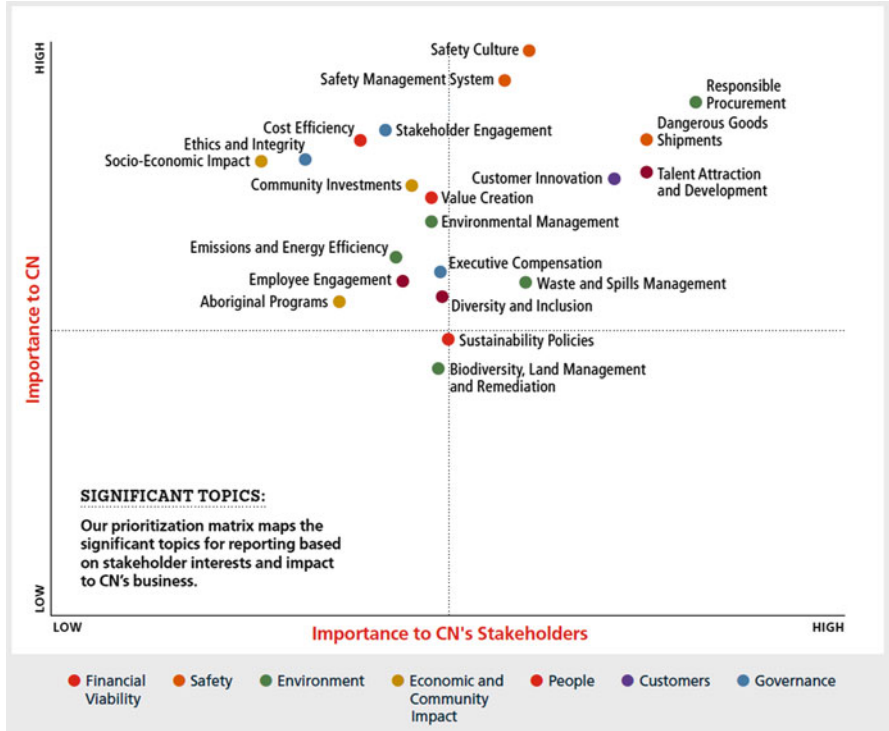 HIGH
Safety Culture
Safety Management System
Responsible
Procurement
Cost Efficiency
Stakeholder Engagement
Dangerous Goods
Shipments
Ethics and Integrity
Socio-Economic Impact
Community Investments
Customer Innovation
Talent Attraction
and Development
Value Creation
Environmental Management
Emissions and Energy Efficiency
Executive Compensation
Employee Engagement
Waste and Spills Management
Aboriginal Programs
Diversity and Inclusion
Importance to CN
Sustainability Policies
Biodiversity, Land Management
and Remediation
SIGNIFICANT TOPICS:
Our prioritization matrix maps the
significant topics for reporting based
on stakeholder interests and impact
to CN's business.
LOW
LOW
Importance to CN's Stakeholders
HIGH
Financial
Viability
Safety
Environment
Economic and
Community
Impact
People
Customers
Governance